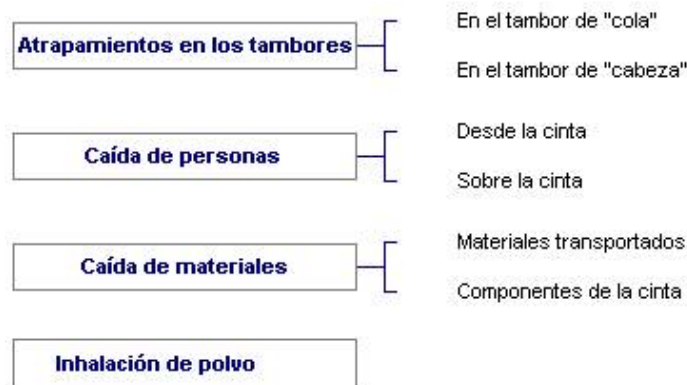 Atrapamientos en los tambores
En el tambor de "cola"
En el tambor de "cabeza"
Caída de personas
Desde la cinta
Sobre la cinta
Caída de materiales
Materiales transportados
Componentes de la cinta
Inhalación de polvo